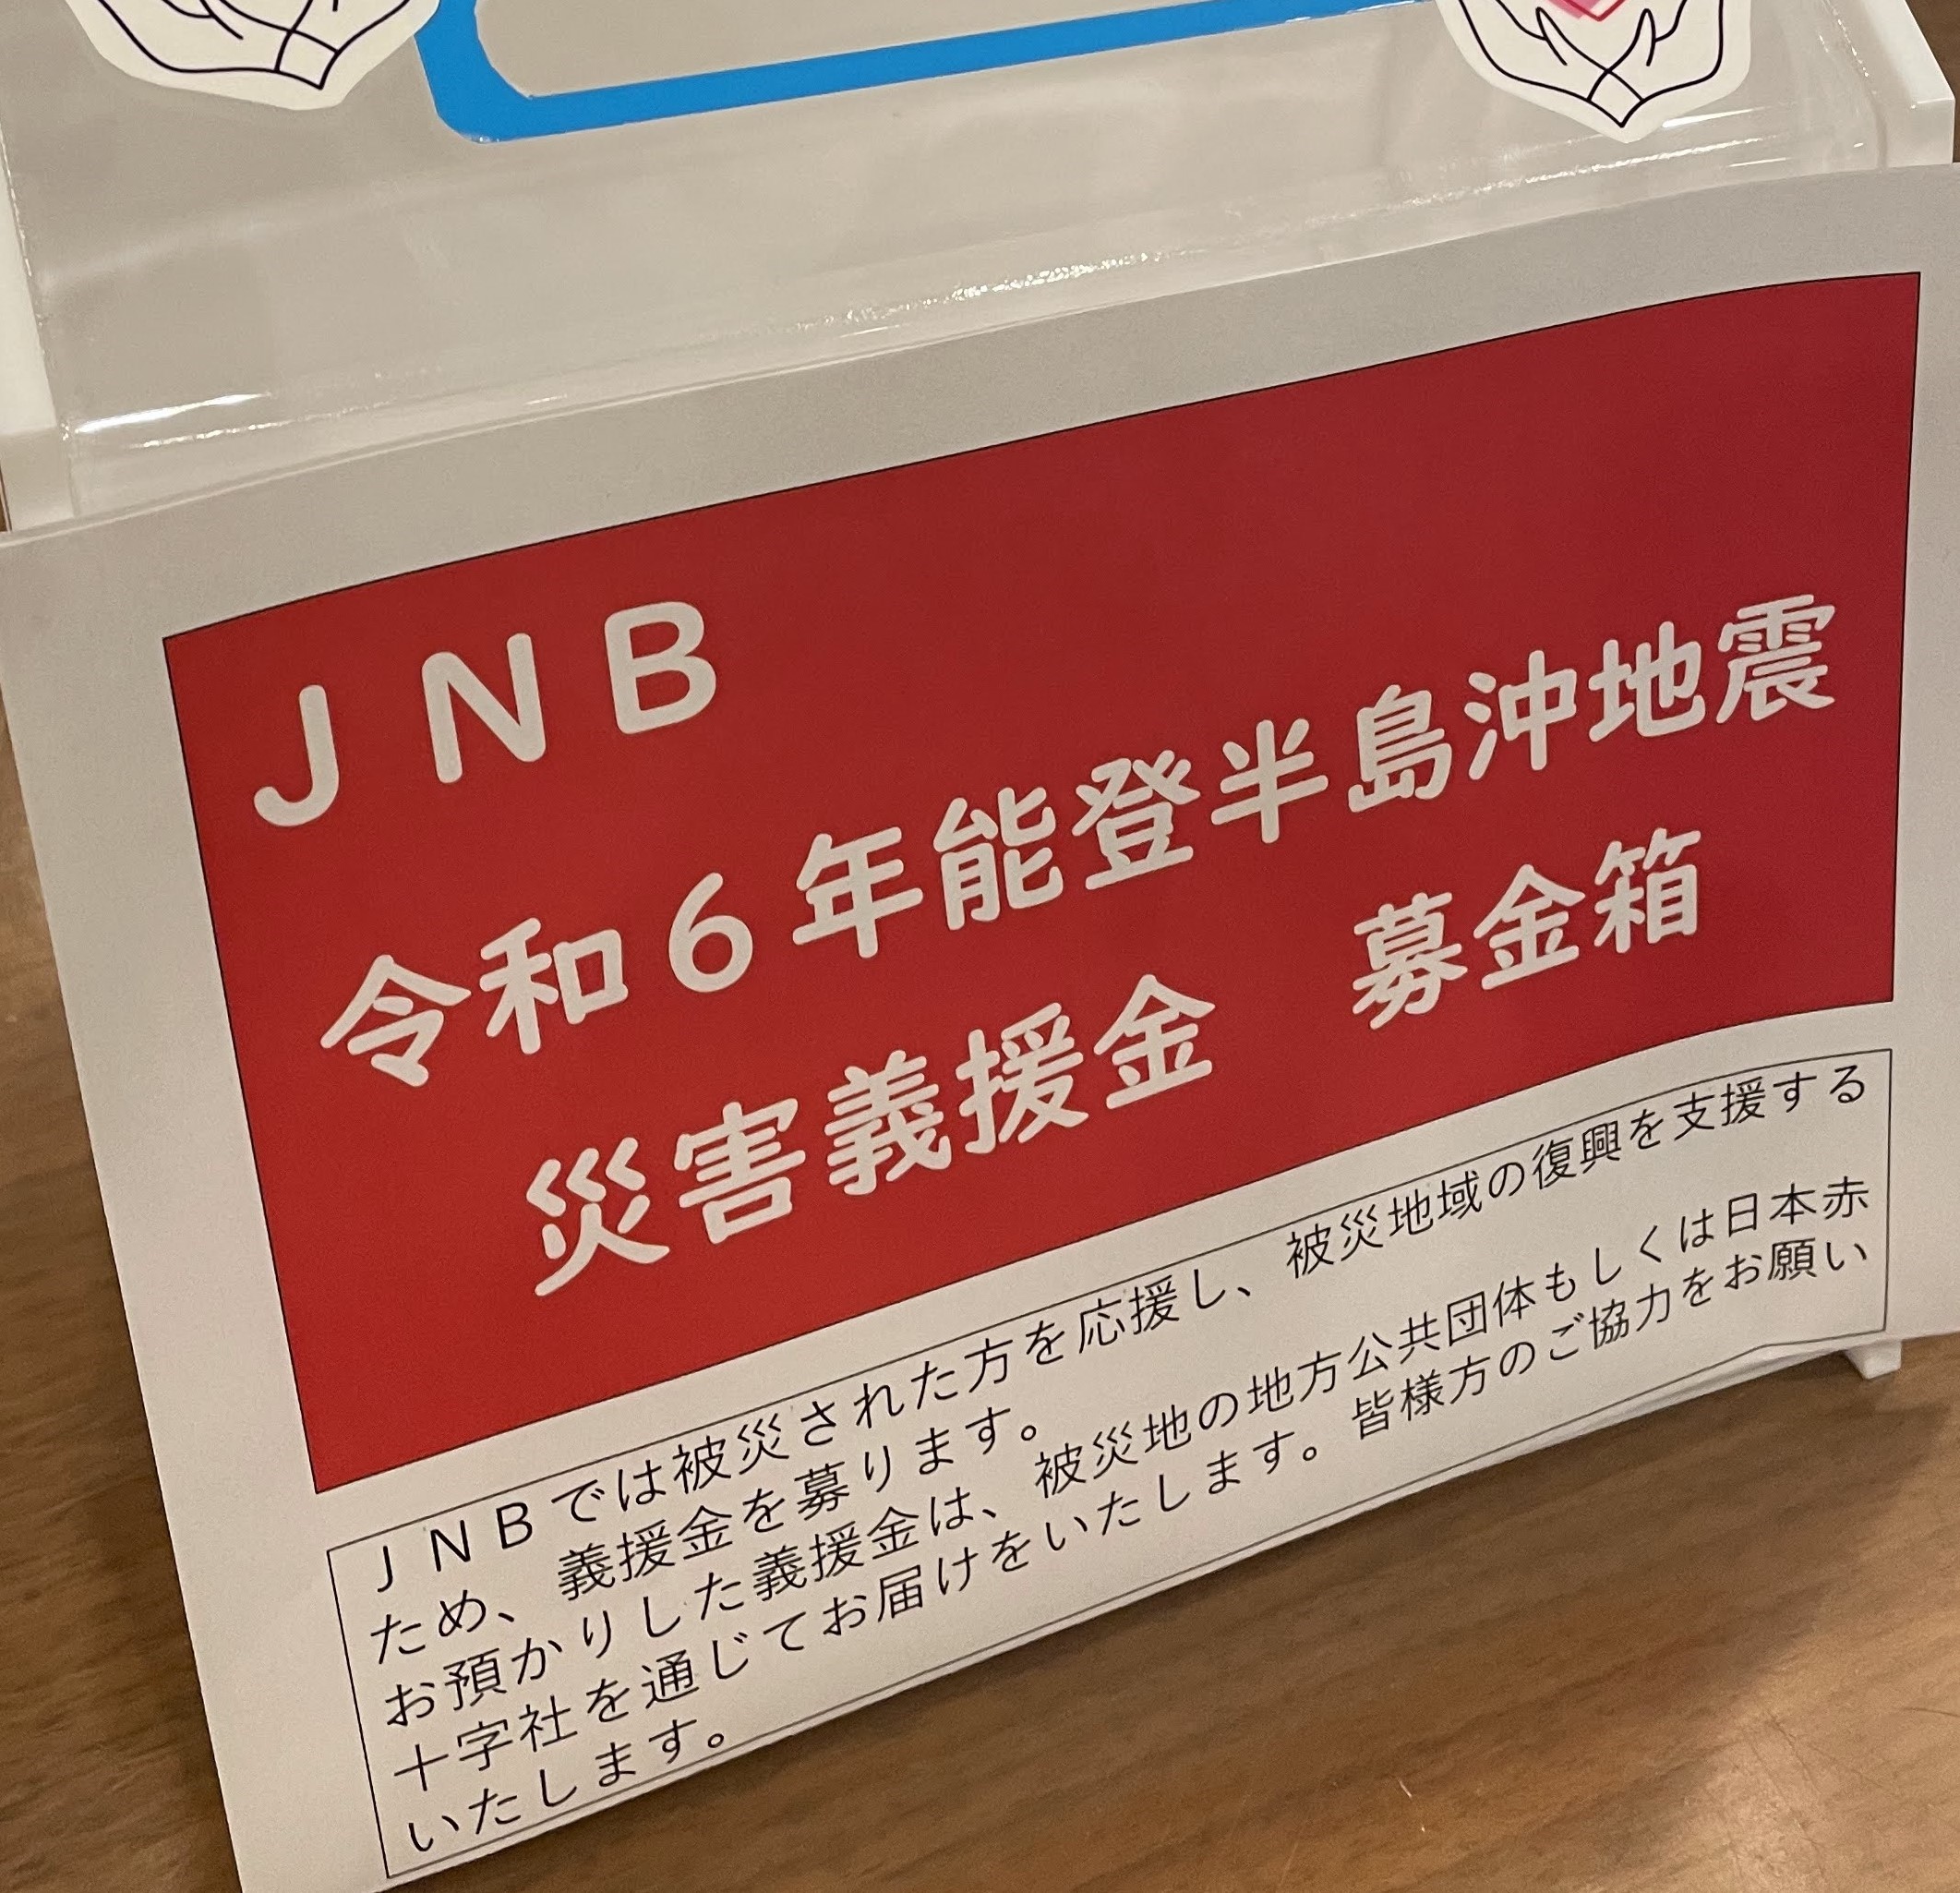 JNB
令和6年能登半島沖地震
災害義援金　募金箱
JNBでは被災された方を応援し、被災地域の復興を支援する
ため、義援金を募ります。
お預かりした義援金は、被災地の地方公共団体もしくは日本赤
十字社を通じてお届けをいたします。皆様方のご協力をお願い
いたします。